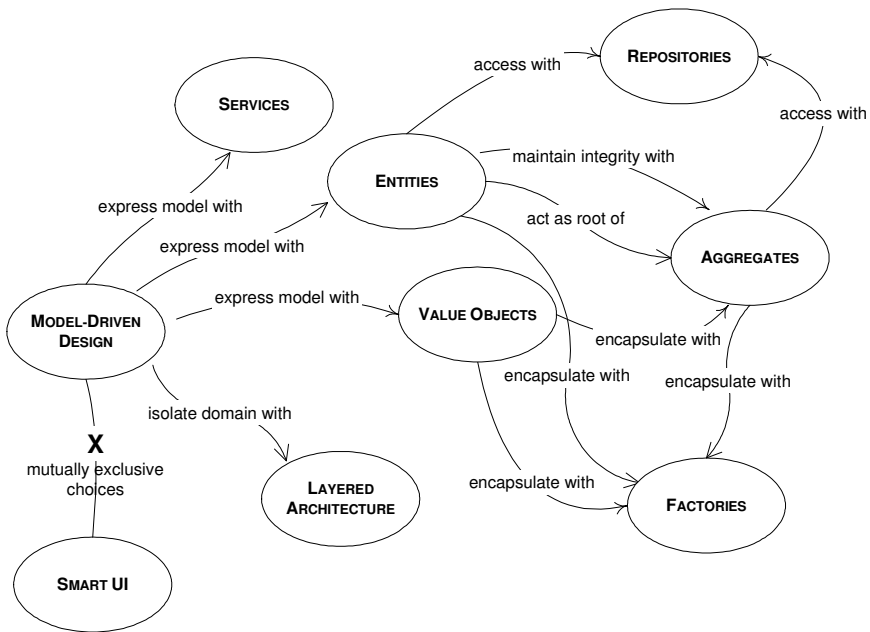 REPOSITORIES
access with
SERVICES
access with
maintain integrity with
ENTITIES
express model with
act as root of
express model with
AGGREGATES
express model with
MODEL-DRIVEN
DESIGN
VALUE OBJECTS
encapsulate with
encapsulate with
encapsulate with
isolate domain with
X
mutually exclusive
choices
encapsulate with
LAYERED
ARCHITECTURE
FACTORIES
SMART UI